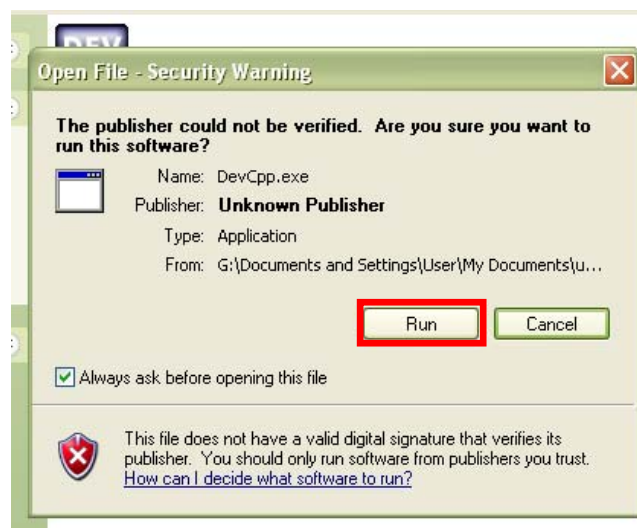 DEV
Open File - Security Warning
The publisher could not be verified. Are you sure you want to
run this software?
Name: DevCpp.exe
Publisher: Unknown Publisher
Type: Application
From: G:\Documents and Settings\User\My Documents\u...
Run Cancel
Always ask before opening this file
This file does not have a valid digital signature that verifies its
publisher. You should only run software from publishers you trust.
How can I decide what software to run?